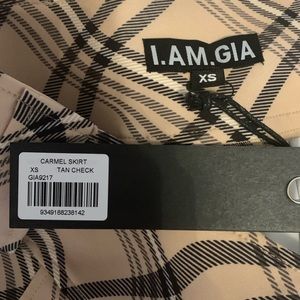 I.AM.GIA
XS
CARMEL SKIRT
XS TAN CHECK
GIA9217
9349168238142